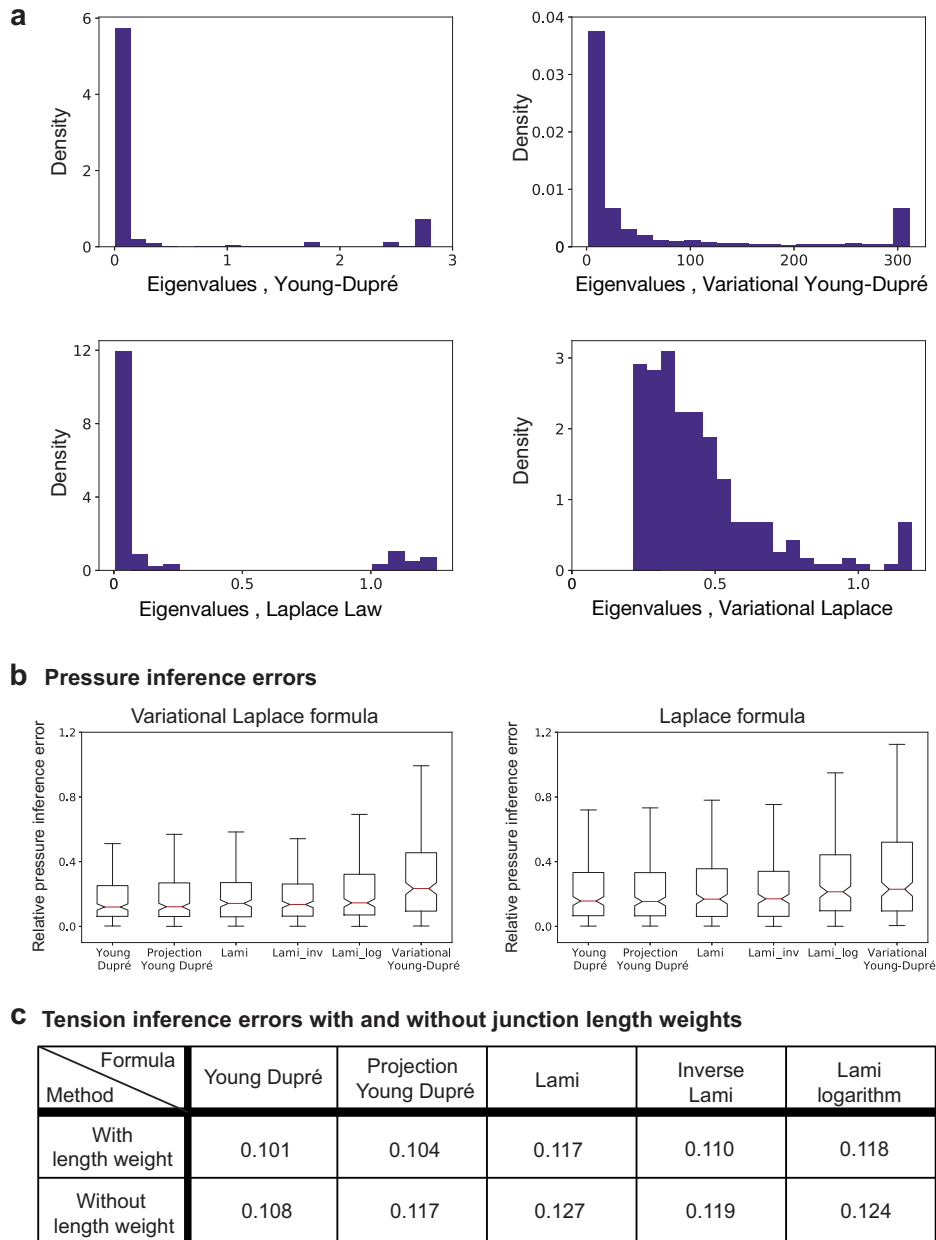 a
6
4
2
0
Density
0
1
2
3
Eigenvalues , Young-Dupré
0.04
0.03
0.02
0.01
0
Density
0
100
200
300
Eigenvalues , Variational Young-Dupré
12
8
4
0
Density
0
0.5
1.0
Eigenvalues , Laplace Law
3
2
1
0
Density
0
0.5
1.0
Eigenvalues , Variational Laplace
b Pressure inference errors
Variational Laplace formula
Relative pressure inference error
1.2
0.8
0.4
0.0
Young Dupré
Projection Young Dupré
Lami
Lami_inv
Lami_log
Variational Young-Dupré
Laplace formula
Relative pressure inference error
1.2
0.8
0.4
0.0
Young Dupré
Projection Young Dupré
Lami
Lami_inv
Lami_log
Variational Young-Dupré
c Tension inference errors with and without junction length weights
Formula
Method
Young Dupré
Projection Young Dupré
Lami
Inverse Lami
Lami logarithm
With length weight
0.101
0.104
0.117
0.110
0.118
Without length weight
0.108
0.117
0.127
0.119
0.124